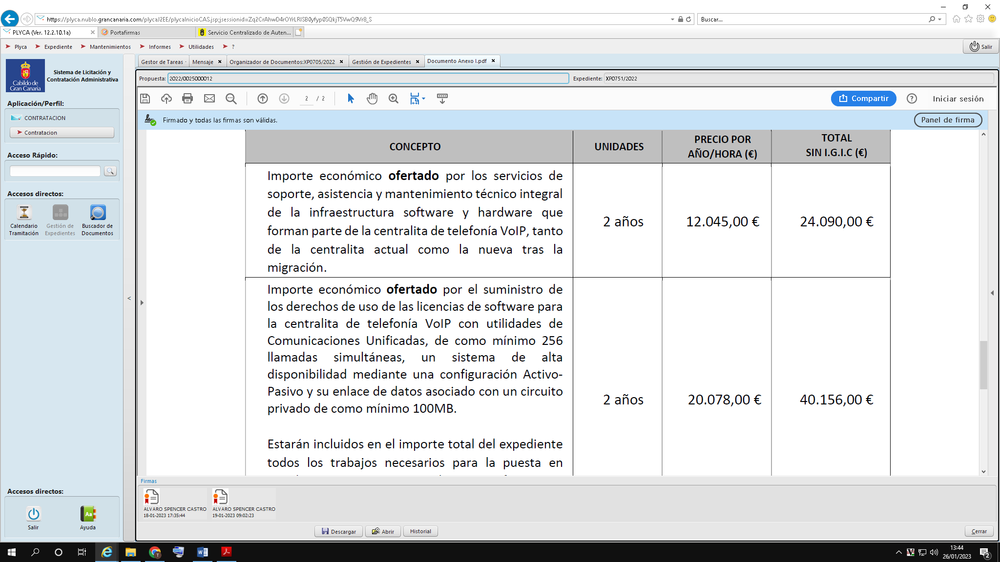 https://plyca.nublo.grancanaria.com/plycaJ2EE/plycaInicioCAS.jsp;jsessionid=Zq2CrAhwD4rOYrLRISB0yfyp0SQkjT5VwQ9Vr8_S
Buscar...
PLYCA (Ver. 12.2.10.1a)
Portafirmas
Servicio Centralizado de Auten...
Plyca
Expediente
Mantenimientos
Informes
Utilidades
?
Salir
Cabildo de
Gran Canaria
Sistema de Licitación y
Contratación Administrativa
Aplicación/Perfil:
CONTRATACION
Contratacion
Acceso Rápido:
Accesos directos:
Calendario
Tramitación
Gestión de
Expedientes
Buscador de
Documentos
Accesos directos:
Salir
Ayuda
<
Gestor de Tareas
Mensaje
Organizador de Documentos:XP0705/2022
Gestión de Expedientes
Documento Anexo I.pdf
Propuesta: 2022/0025000012
Expediente: XP0751/2022
2 / 2
Compartir
Iniciar sesión
Firmado y todas las firmas son válidas.
Panel de firma
CONCEPTO
UNIDADES
PRECIO POR
AÑO/HORA (€)
TOTAL
SIN I.G.I.C (€)
Importe económico ofertado por los servicios de
soporte, asistencia y mantenimiento técnico integral
de la infraestructura software y hardware que
forman parte de la centralita de telefonía VoIP, tanto
de la centralita actual como la nueva tras la
migración.
2 años
12.045,00 €
24.090,00 €
Importe económico ofertado por el suministro de
los derechos de uso de las licencias de software para
la centralita de telefonía VoIP con utilidades de
Comunicaciones Unificadas, de como mínimo 256
llamadas simultáneas, un sistema de alta
disponibilidad mediante una configuración Activo-
Pasivo y su enlace de datos asociado con un circuito
privado de como mínimo 100MB.
2 años
20.078,00 €
40.156,00 €
Estarán incluidos en el importe total del expediente
todos los trabajos necesarios para la puesta en
Firmas
ALVARO SPENCER CASTRO
18-01-2023 17:35:44
ALVARO SPENCER CASTRO
19-01-2023 09:02:23
Descargar
Abrir
Historial
Cerrar
13:44
26/01/2023
2